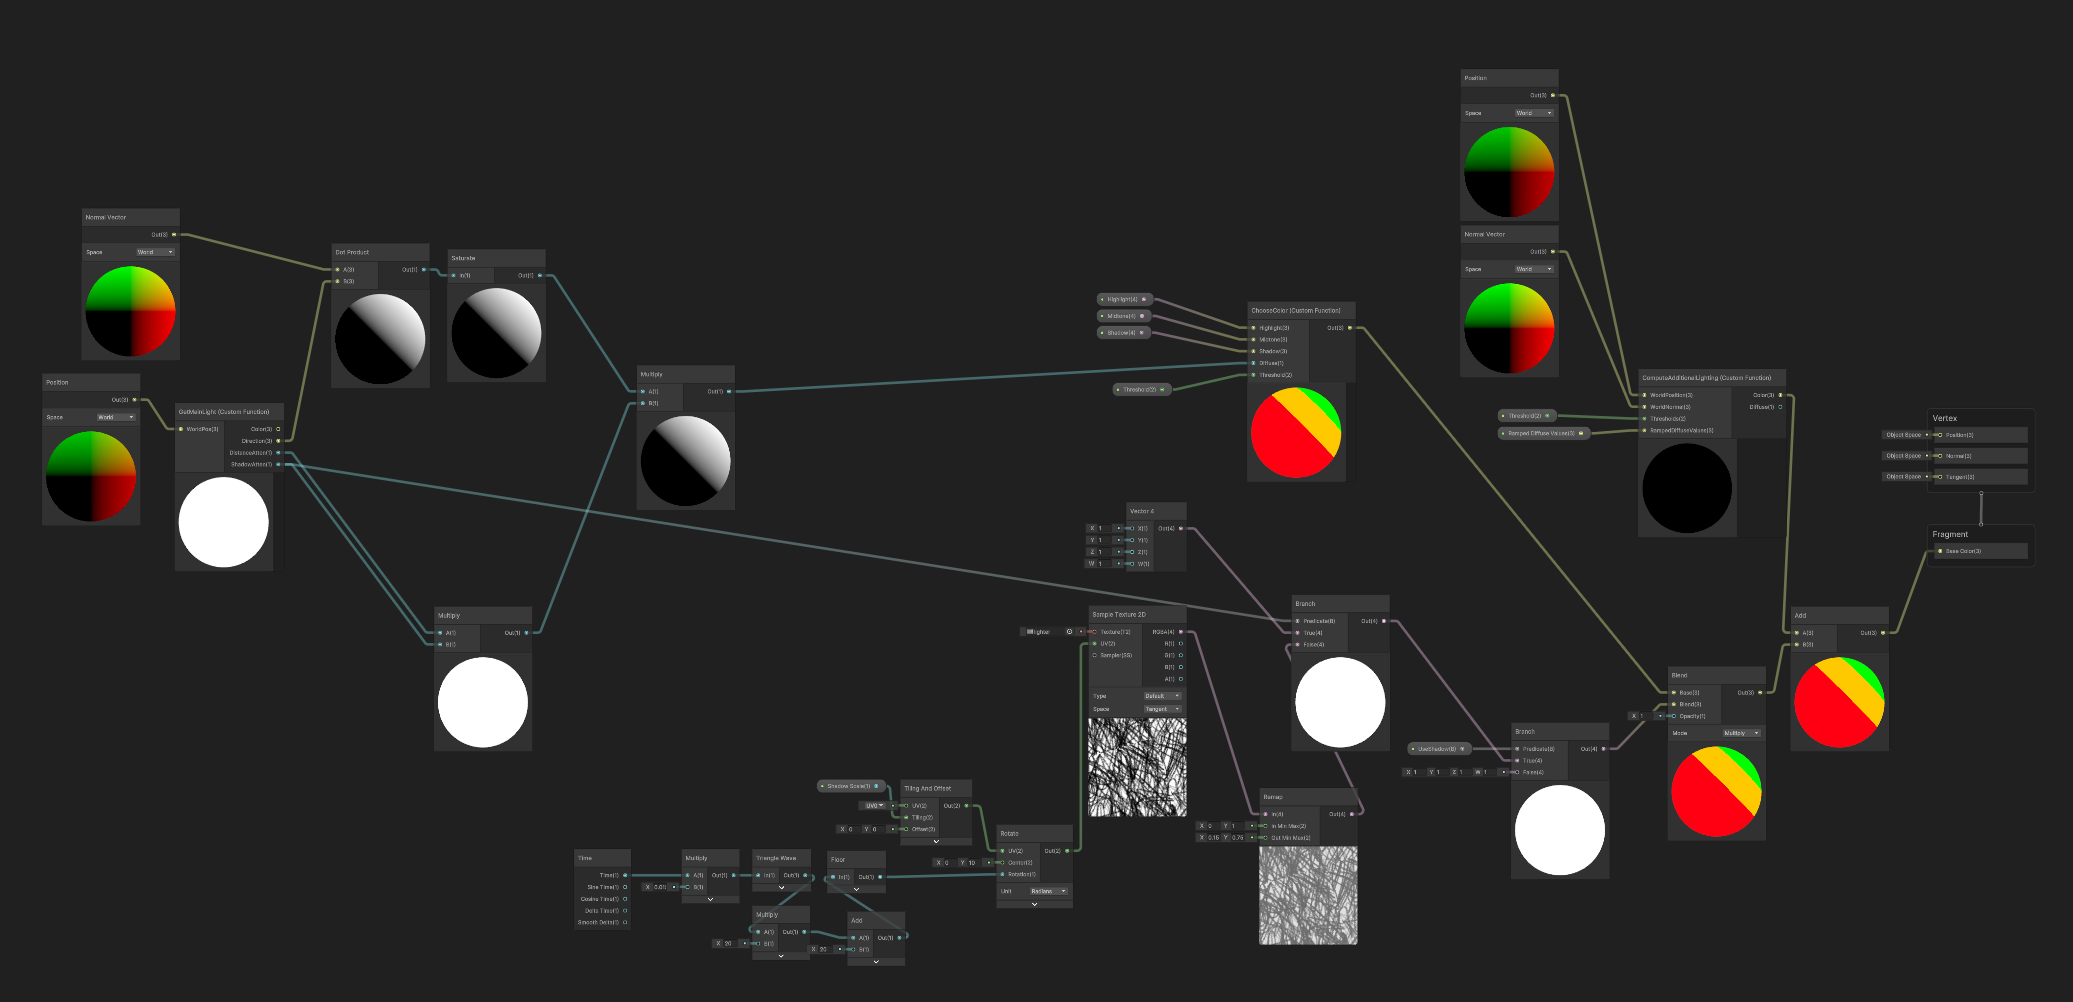 Normal Vector
Out(3)
Space
World
Position
Out(3)
Space
World
GetMainLight (Custom Function)
WorldPos(3)
Color(3)
Direction(3)
DistanceAtten(1)
ShadowAtten(1)
Dot Product
A(3)
Out(1)
B(3)
Saturate
In(1)
Out(1)
Multiply
A(1)
Out(1)
B(1)
Multiply
A(1)
Out(1)
B(1)
Highlight(4)
Midtone(4)
Shadow(4)
Threshold(2)
ChooseColor (Custom Function)
Highlight(3)
Out(3)
Midtone(3)
Shadow(3)
Diffuse(1)
Threshold(2)
Position
Out(3)
Space
World
Normal Vector
Out(3)
Space
World
Threshold(2)
Ramped Diffuse Values(3)
ComputeAdditionalLighting (Custom Function)
WorldPosition(3)
Color(3)
WorldNormal(3)
Diffuse(1)
Thresholds(2)
RampedDiffuseValues(3)
Vertex
Object Space
Position(3)
Object Space
Normal(3)
Object Space
Tangent(3)
Fragment
Base Color(3)
Vector 4
X 1
X(1)
Out(4)
Y 1
Y(1)
Z 1
Z(1)
W 1
W(1)
Sample Texture 2D
lighter
Texture(T2)
RGBA(4)
UV(2)
R(1)
Sampler(SS)
G(1)
B(1)
A(1)
Type
Default
Space
Tangent
Branch
Predicate(B)
Out(4)
True(4)
False(4)
Remap
In(4)
Out(4)
X 0 Y 1
In Min Max(2)
X 0.15 Y 0.75
Out Min Max(2)
UseShadow(B)
Branch
Predicate(B)
Out(4)
True(4)
X 1 Y 1 Z 1 W 1
False(4)
Blend
Base(3)
Out(3)
Blend(3)
X 1
Opacity(1)
Mode
Multiply
Add
A(3)
Out(3)
B(3)
Shadow Scale(1)
Tiling And Offset
UV0
UV(2)
Out(2)
Tiling(2)
X 0 Y 0
Offset(2)
Rotate
UV(2)
Out(2)
X 0 Y 10
Center(2)
Rotation(1)
Unit
Radians
Time
Time(1)
Sine Time(1)
Cosine Time(1)
Delta Time(1)
Smooth Delta(1)
Multiply
A(1)
Out(1)
X 0.01
B(1)
Triangle Wave
In(1)
Out(1)
Floor
In(1)
Out(1)
Multiply
A(1)
Out(1)
X 20
B(1)
Add
A(1)
Out(1)
X 20
B(1)